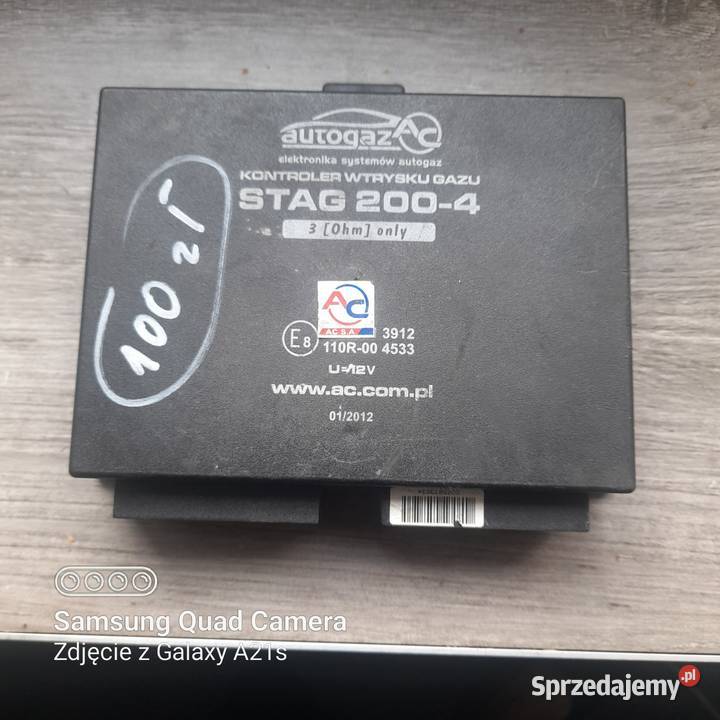 autogaz AC
elektronika systemów autogaz
KONTROLER WTRYSKU GAZU
STAG 200-4
3 [Ohm] only
100 zł
AC
AC S.A.
E8
3912
110R-00 4533
U=12V
www.ac.com.pl
01/2012
Samsung Quad Camera
Zdjęcie z Galaxy A21s
Sprzedajemy.pl